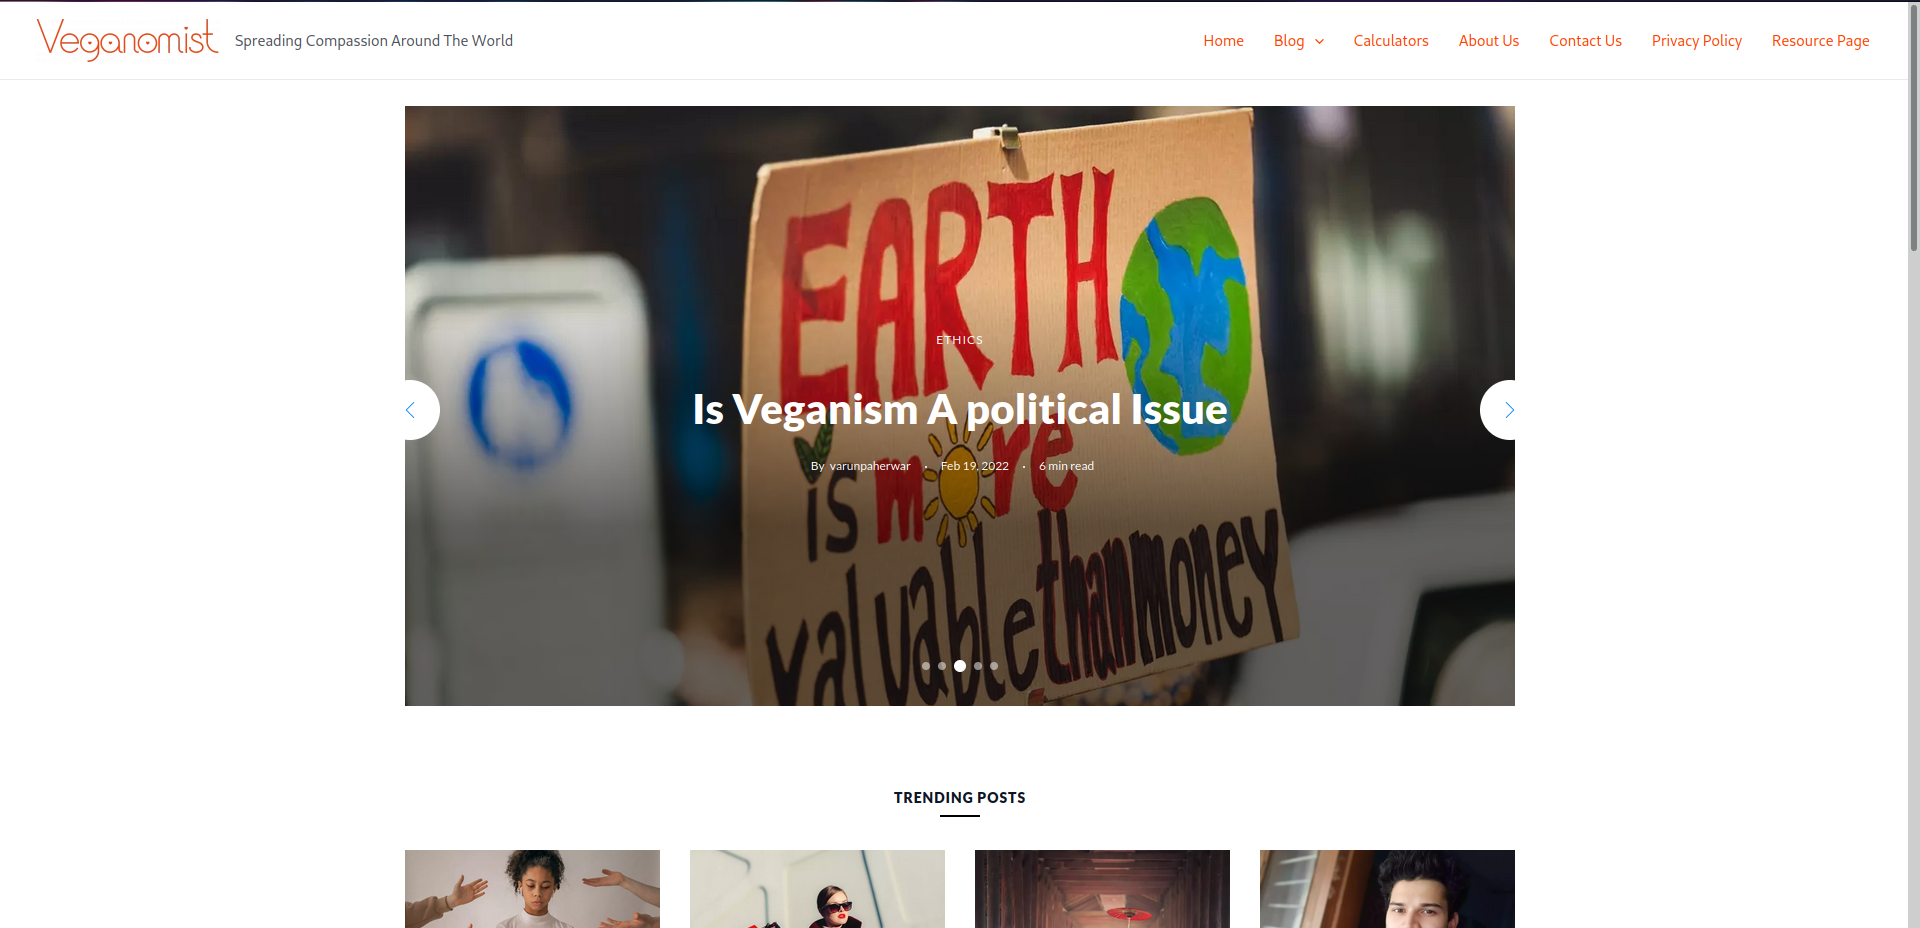 Veganomist
Spreading Compassion Around The World
Home
Blog
Calculators
About Us
Contact Us
Privacy Policy
Resource Page
EARTH
ETHICS
Is Veganism A political Issue
By varunpaherwar · Feb 19, 2022 · 6 min read
is more
valuable than money
TRENDING POSTS